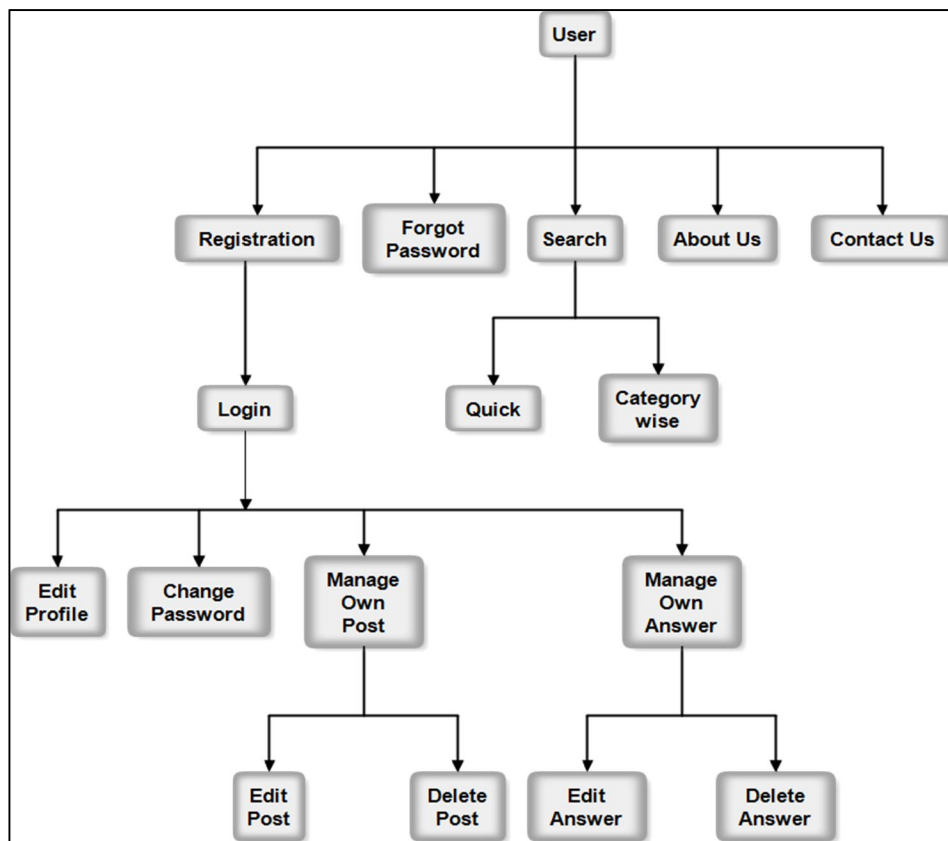 User
Registration
Forgot
Password
Search
About Us
Contact Us
Login
Quick
Category
wise
Edit
Profile
Change
Password
Manage
Own
Post
Manage
Own
Answer
Edit
Post
Delete
Post
Edit
Answer
Delete
Answer